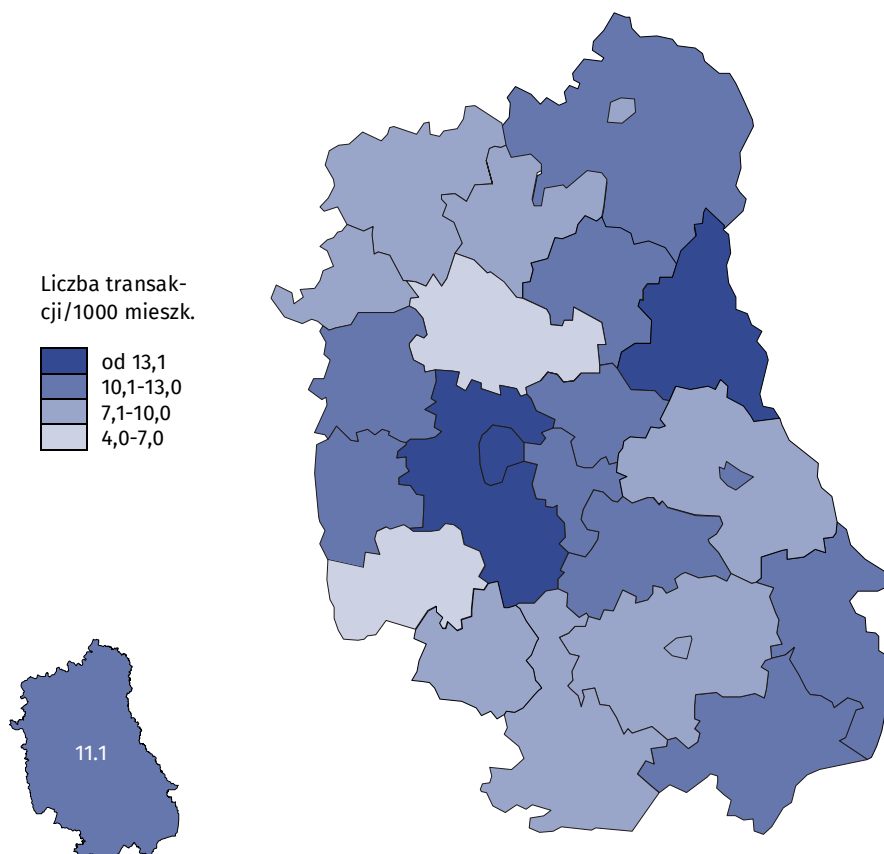 Liczba transak-
cji/1000 mieszk.
od 13,1
10,1-13,0
7,1-10,0
4,0-7,0
11.1